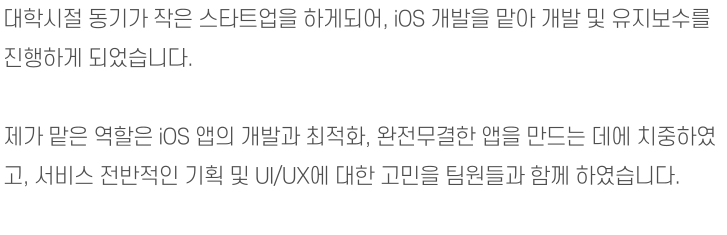 대학시절 동기가 작은 스타트업을 하게되어, iOS 개발을 맡아 개발 및 유지보수를
진행하게 되었습니다.
제가 맡은 역할은 iOS 앱의 개발과 최적화, 완전무결한 앱을 만드는 데에 치중하였
고, 서비스 전반적인 기획 및 UI/UX에 대한 고민을 팀원들과 함께 하였습니다.